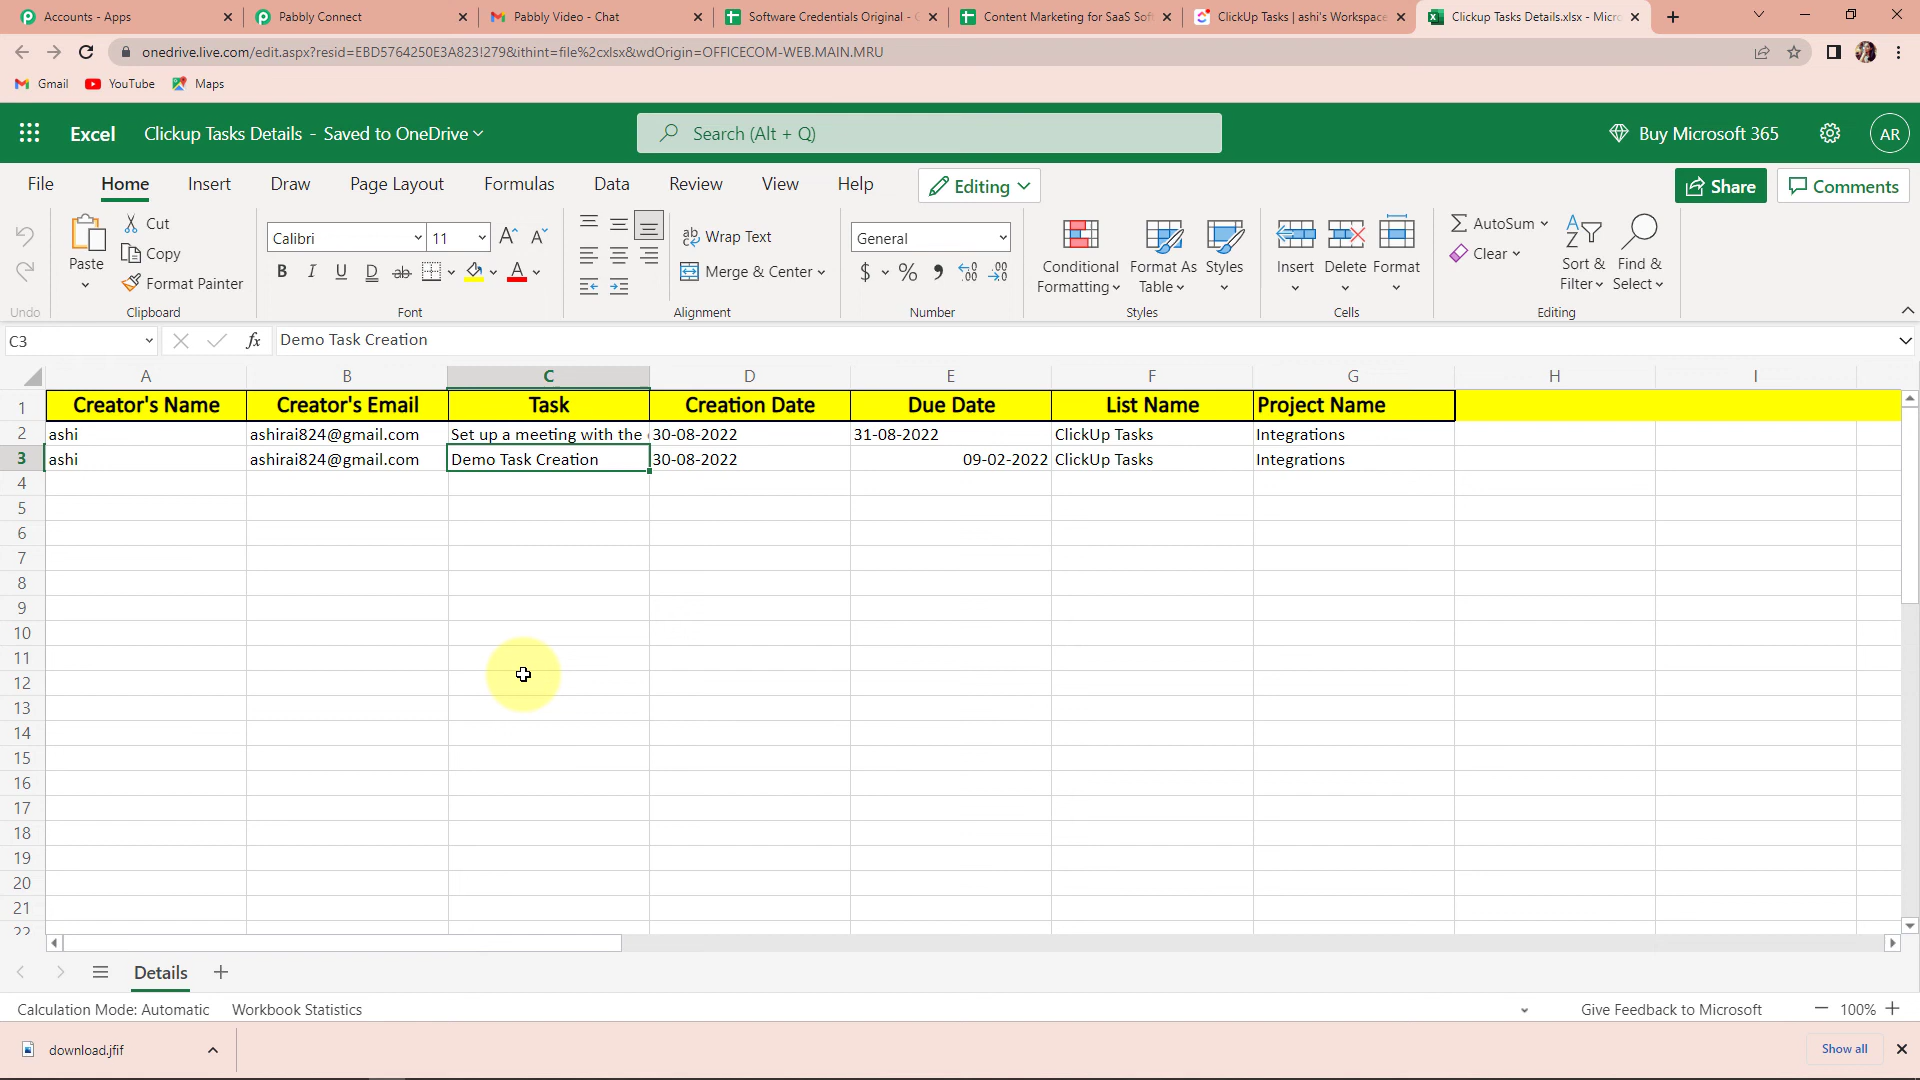 Accounts - Apps
Pabbly Connect
Pabbly Video - Chat
Software Credentials Original -
Content Marketing for SaaS Sof
ClickUp Tasks | ashi's Workspace
Clickup Tasks Details.xlsx - Micro
onedrive.live.com/edit.aspx?resid=EBD5764250E3A823!279&ithint=file%2cxlsx&wdOrigin=OFFICECOM-WEB.MAIN.MRU
Gmail YouTube Maps
Excel Clickup Tasks Details - Saved to OneDrive Search (Alt + Q) Buy Microsoft 365 AR
File Home Insert Draw Page Layout Formulas Data Review View Help Editing Share Comments
Cut
Copy
Format Painter
Paste
Undo
Clipboard
Calibri 11
B I U D ab A
Font
ab Wrap Text
Merge & Center
Alignment
General
$ % 9 .00 .00
Number
Conditional Formatting
Format As Table
Styles
Styles
Insert Delete Format
Cells
AutoSum
Clear
Sort & Filter
Find & Select
Editing
C3 fx Demo Task Creation
A B C D E F G H I
1 Creator's Name Creator's Email Task Creation Date Due Date List Name Project Name
2 ashi ashirai824@gmail.com Set up a meeting with the 30-08-2022 31-08-2022 ClickUp Tasks Integrations
3 ashi ashirai824@gmail.com Demo Task Creation 30-08-2022 09-02-2022 ClickUp Tasks Integrations
4
5
6
7
8
9
10
11
12
13
14
15
16
17
18
19
20
21
22
Details
Calculation Mode: Automatic Workbook Statistics Give Feedback to Microsoft 100%
download.jfif Show all